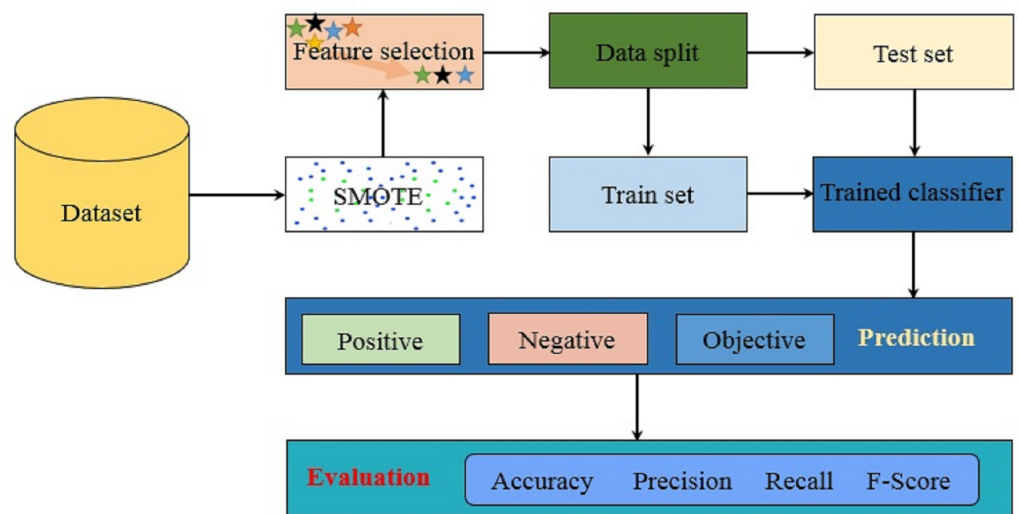 Feature selection
Data split
Test set
Dataset
SMOTE
Train set
Trained classifier
Positive
Negative
Objective
Prediction
Evaluation
Accuracy
Precision
Recall
F-Score